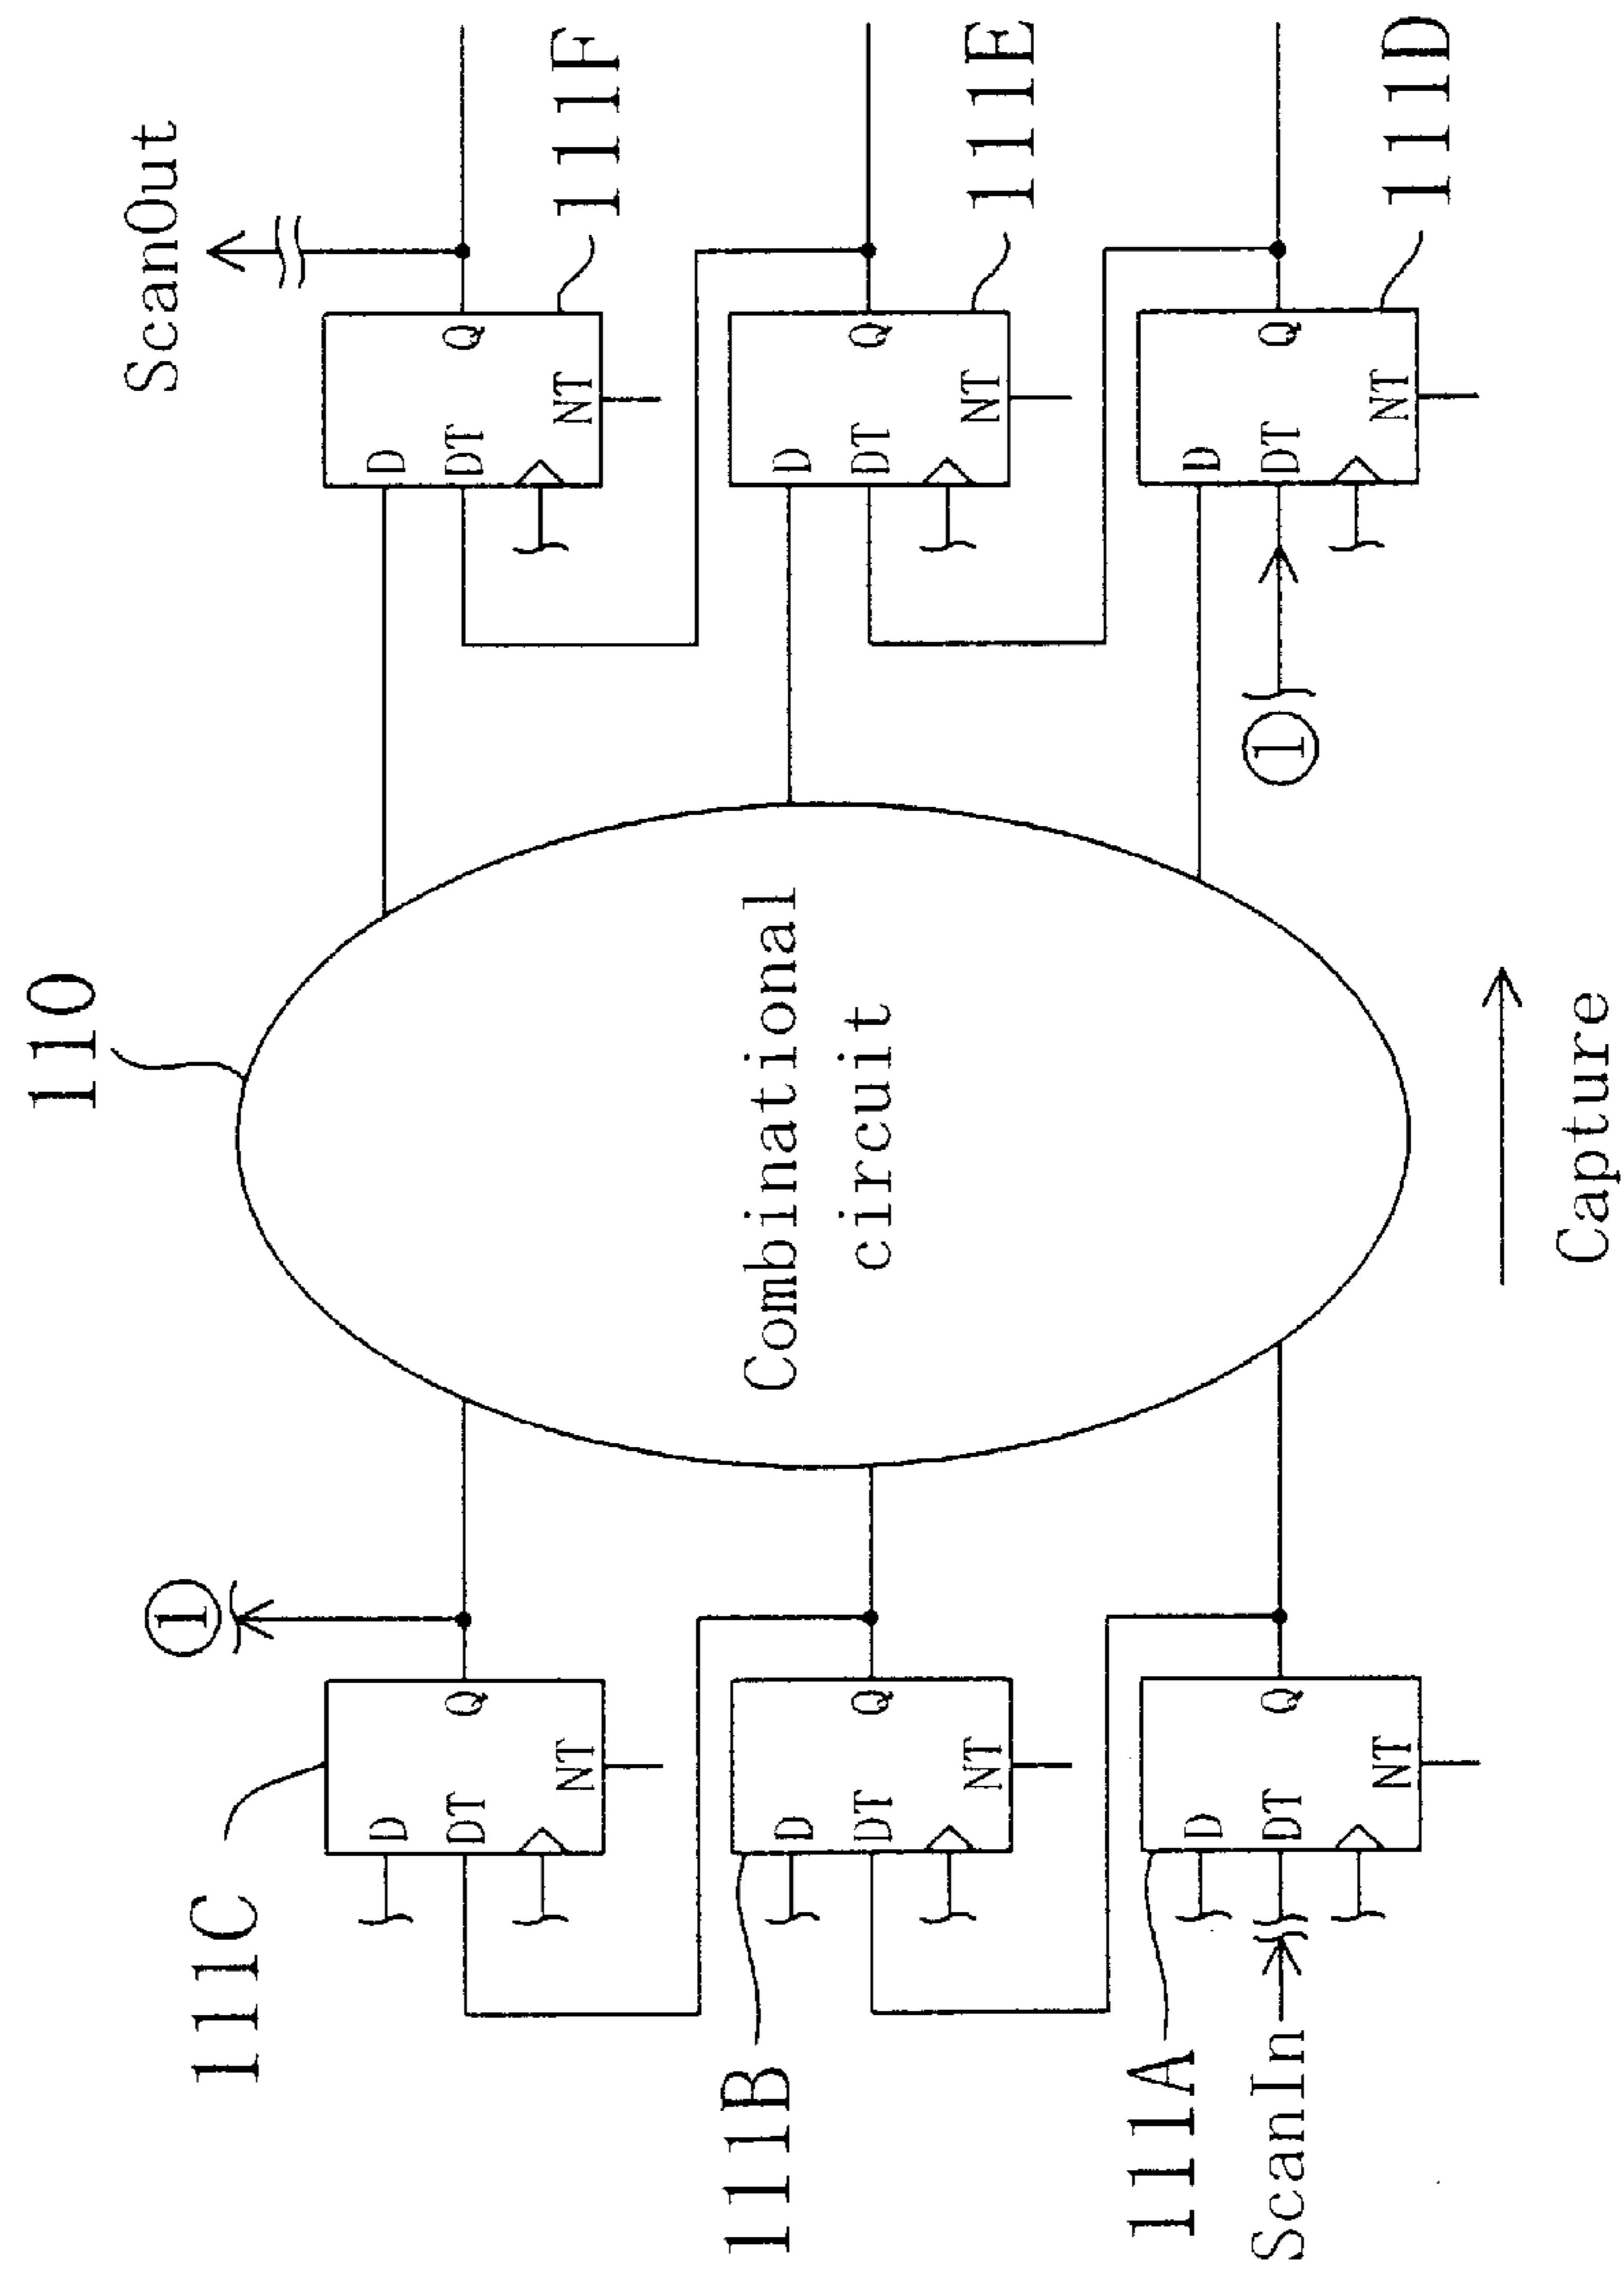 110
ScanOut
①
111C
D
DT
Q
NT
D
DT
Q
NT
111F
111B
D
DT
Q
NT
Combinational
circuit
D
DT
Q
NT
111E
111A
D
ScanIn
DT
Q
NT
①
D
DT
Q
NT
111D
Capture